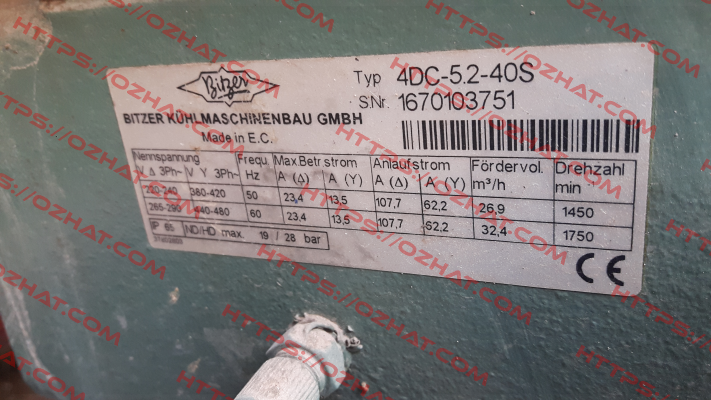 Bitzer
Typ 4DC-5.2-40S
S.Nr. 1670103751
BITZER KÜHLMASCHINENBAU GMBH
Made in E.C.
Nennspannung Frequ. Max Betr strom Anlaufstrom Fördervol. Drehzahl
V Δ 3Ph~ V Y 3Ph~ Hz A (Δ) A (Y) A (Δ) A (Y) m³/h min
220-240 380-420 50 23,4 13,5 107,7 62,2 26,9 1450
265-290 440-480 60 23,4 13,5 107,7 62,2 32,4 1750
IP 65 ND/HD max. 19 / 28 bar
CE
HTTPS://OZHAT.COM